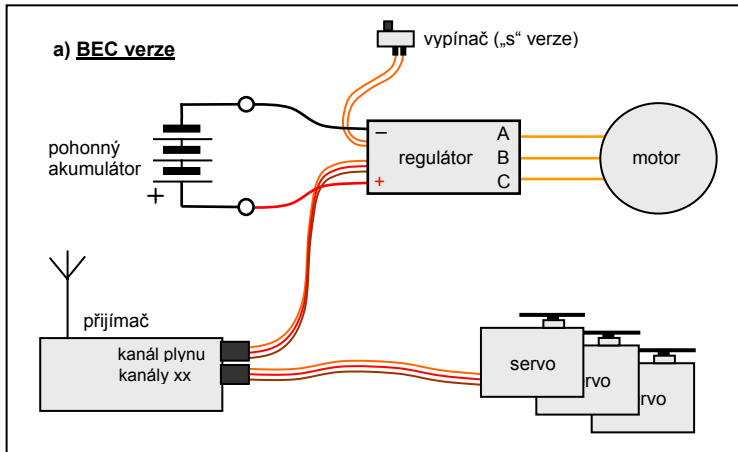 a) BEC verze
vypínač („s“ verze)
pohonný
akumulátor
+
−
+
regulátor
A
B
C
motor
přijímač
kanál plynu
kanály xx
servo
rvo
rvo